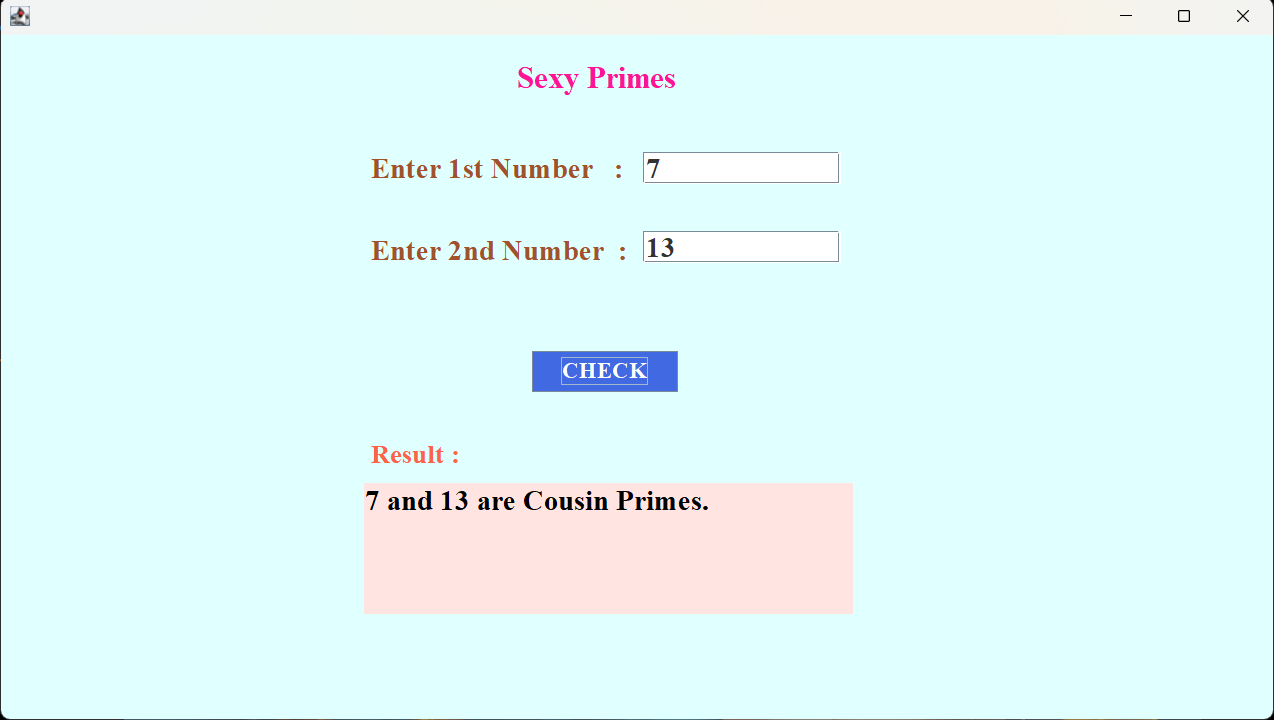 Sexy Primes
Enter 1st Number : 7
Enter 2nd Number : 13
CHECK
Result :
7 and 13 are Cousin Primes.